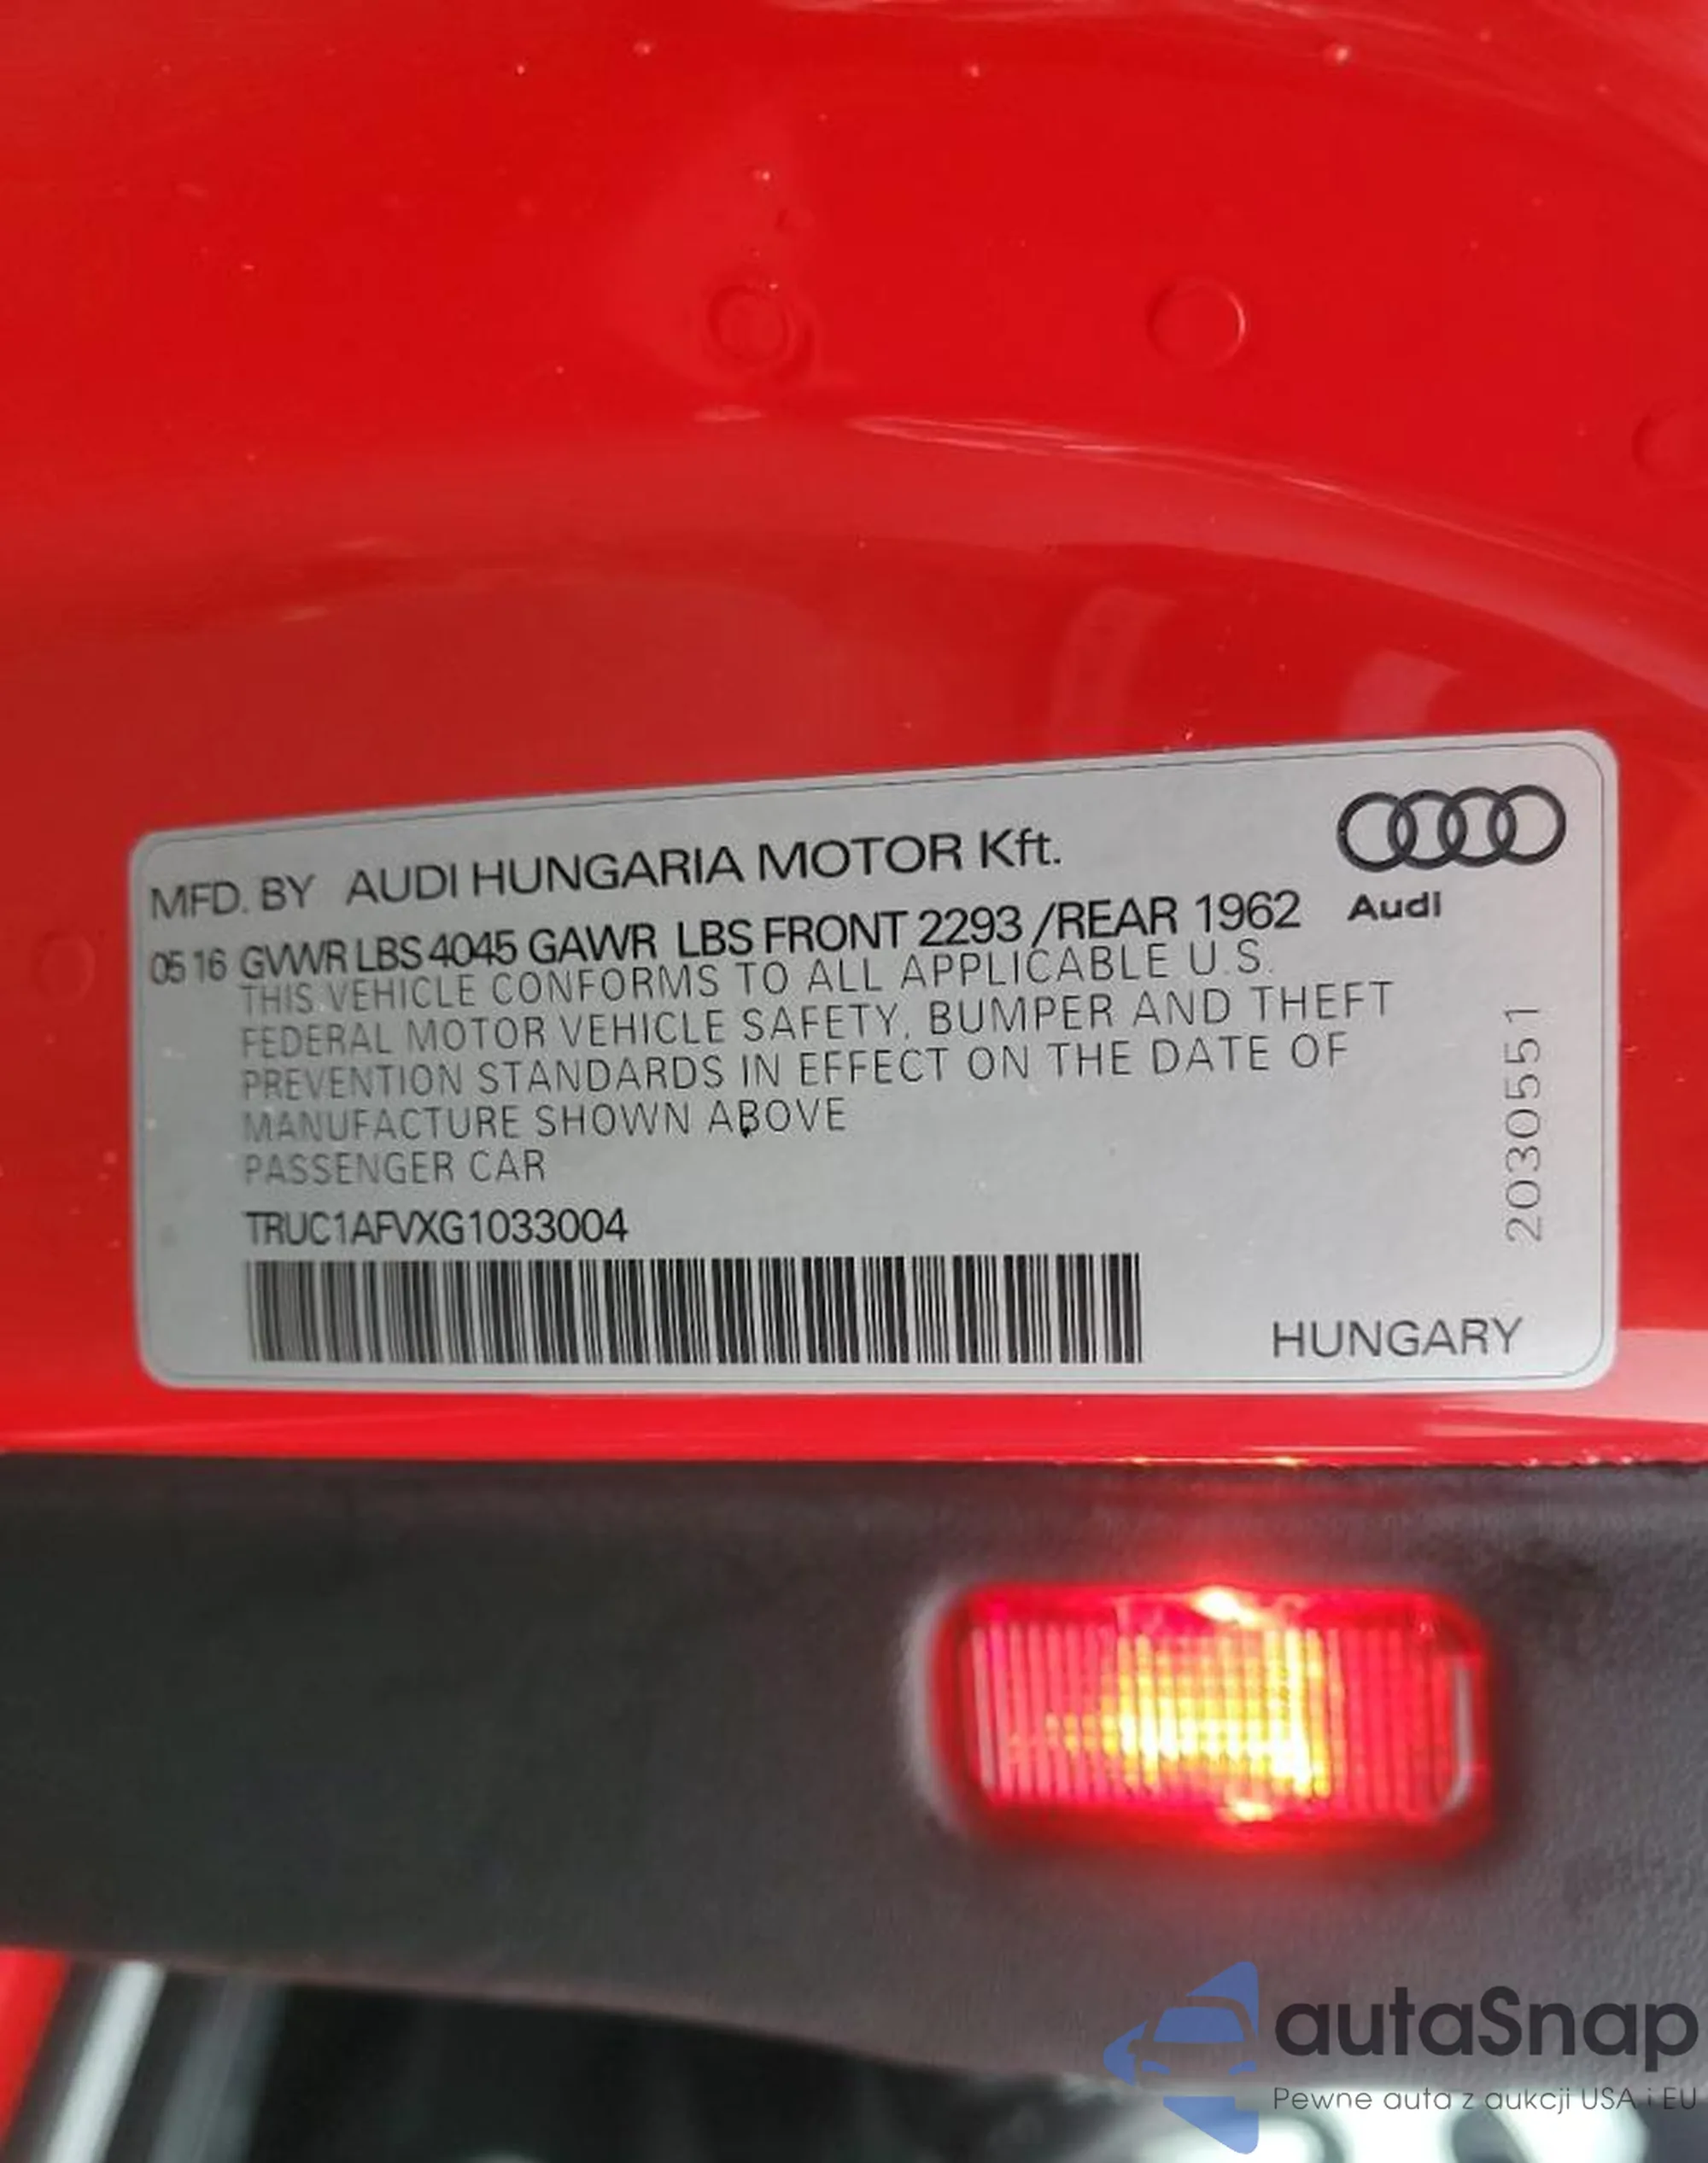 MFD. BY AUDI HUNGARIA MOTOR Kft.
Audi
05 16 GVWR LBS 4045 GAWR LBS FRONT 2293 /REAR 1962
THIS VEHICLE CONFORMS TO ALL APPLICABLE U.S.
FEDERAL MOTOR VEHICLE SAFETY, BUMPER AND THEFT
PREVENTION STANDARDS IN EFFECT ON THE DATE OF
MANUFACTURE SHOWN ABOVE
PASSENGER CAR
TRUC1AFVXG1033004
2030551
HUNGARY
autaSnap
Pewne auta z aukcji USA i EU